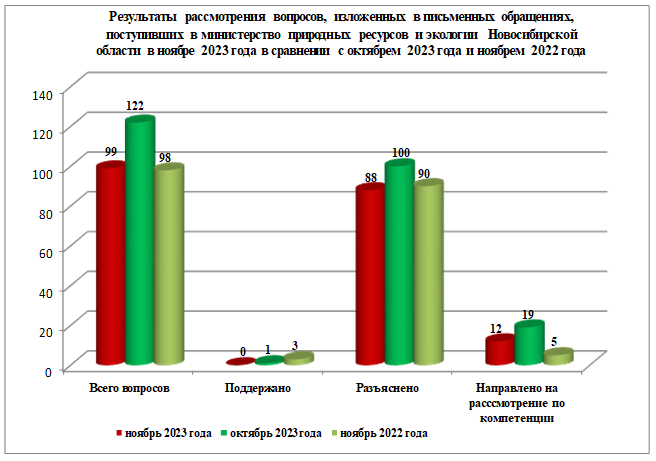 Результаты рассмотрения вопросов, изложенных в письменных обращениях,
поступивших в министерство природных ресурсов и экологии Новосибирской
области в ноябре 2023 года в сравнении с октябрем 2023 года и ноябрем 2022 года
140
120
100
80
60
40
20
0
99
122
98
0
1
3
88
100
90
12
19
5
Всего вопросов
Поддержано
Разъяснено
Направлено на
расссмотрение по
компетенции
ноябрь 2023 года
октябрь 2023 года
ноябрь 2022 года